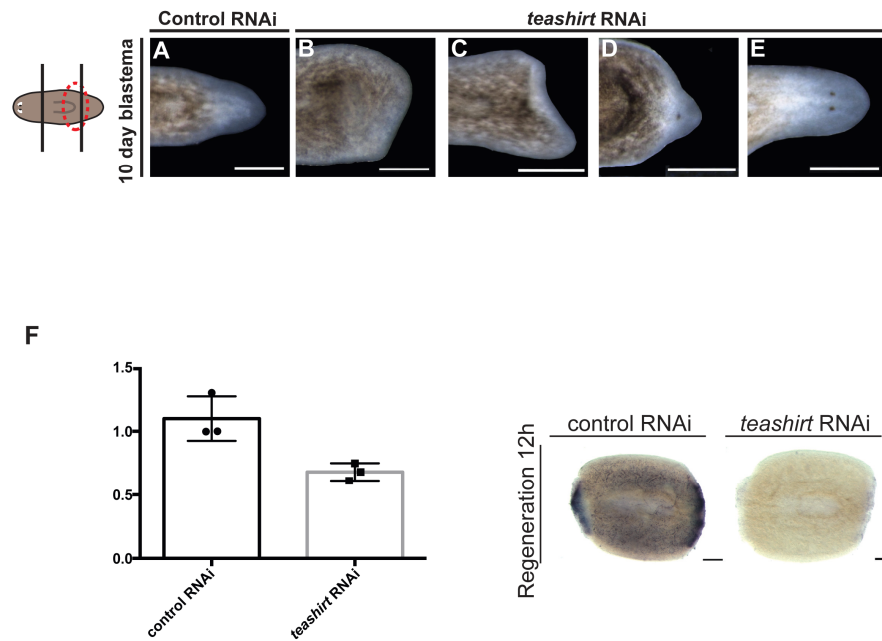 Control RNAi
teashirt RNAi
10 day blastema
A
B
C
D
E
F
1.5
1.0
0.5
0.0
control RNAi
teashirt RNAi
control RNAi
teashirt RNAi
Regeneration 12h